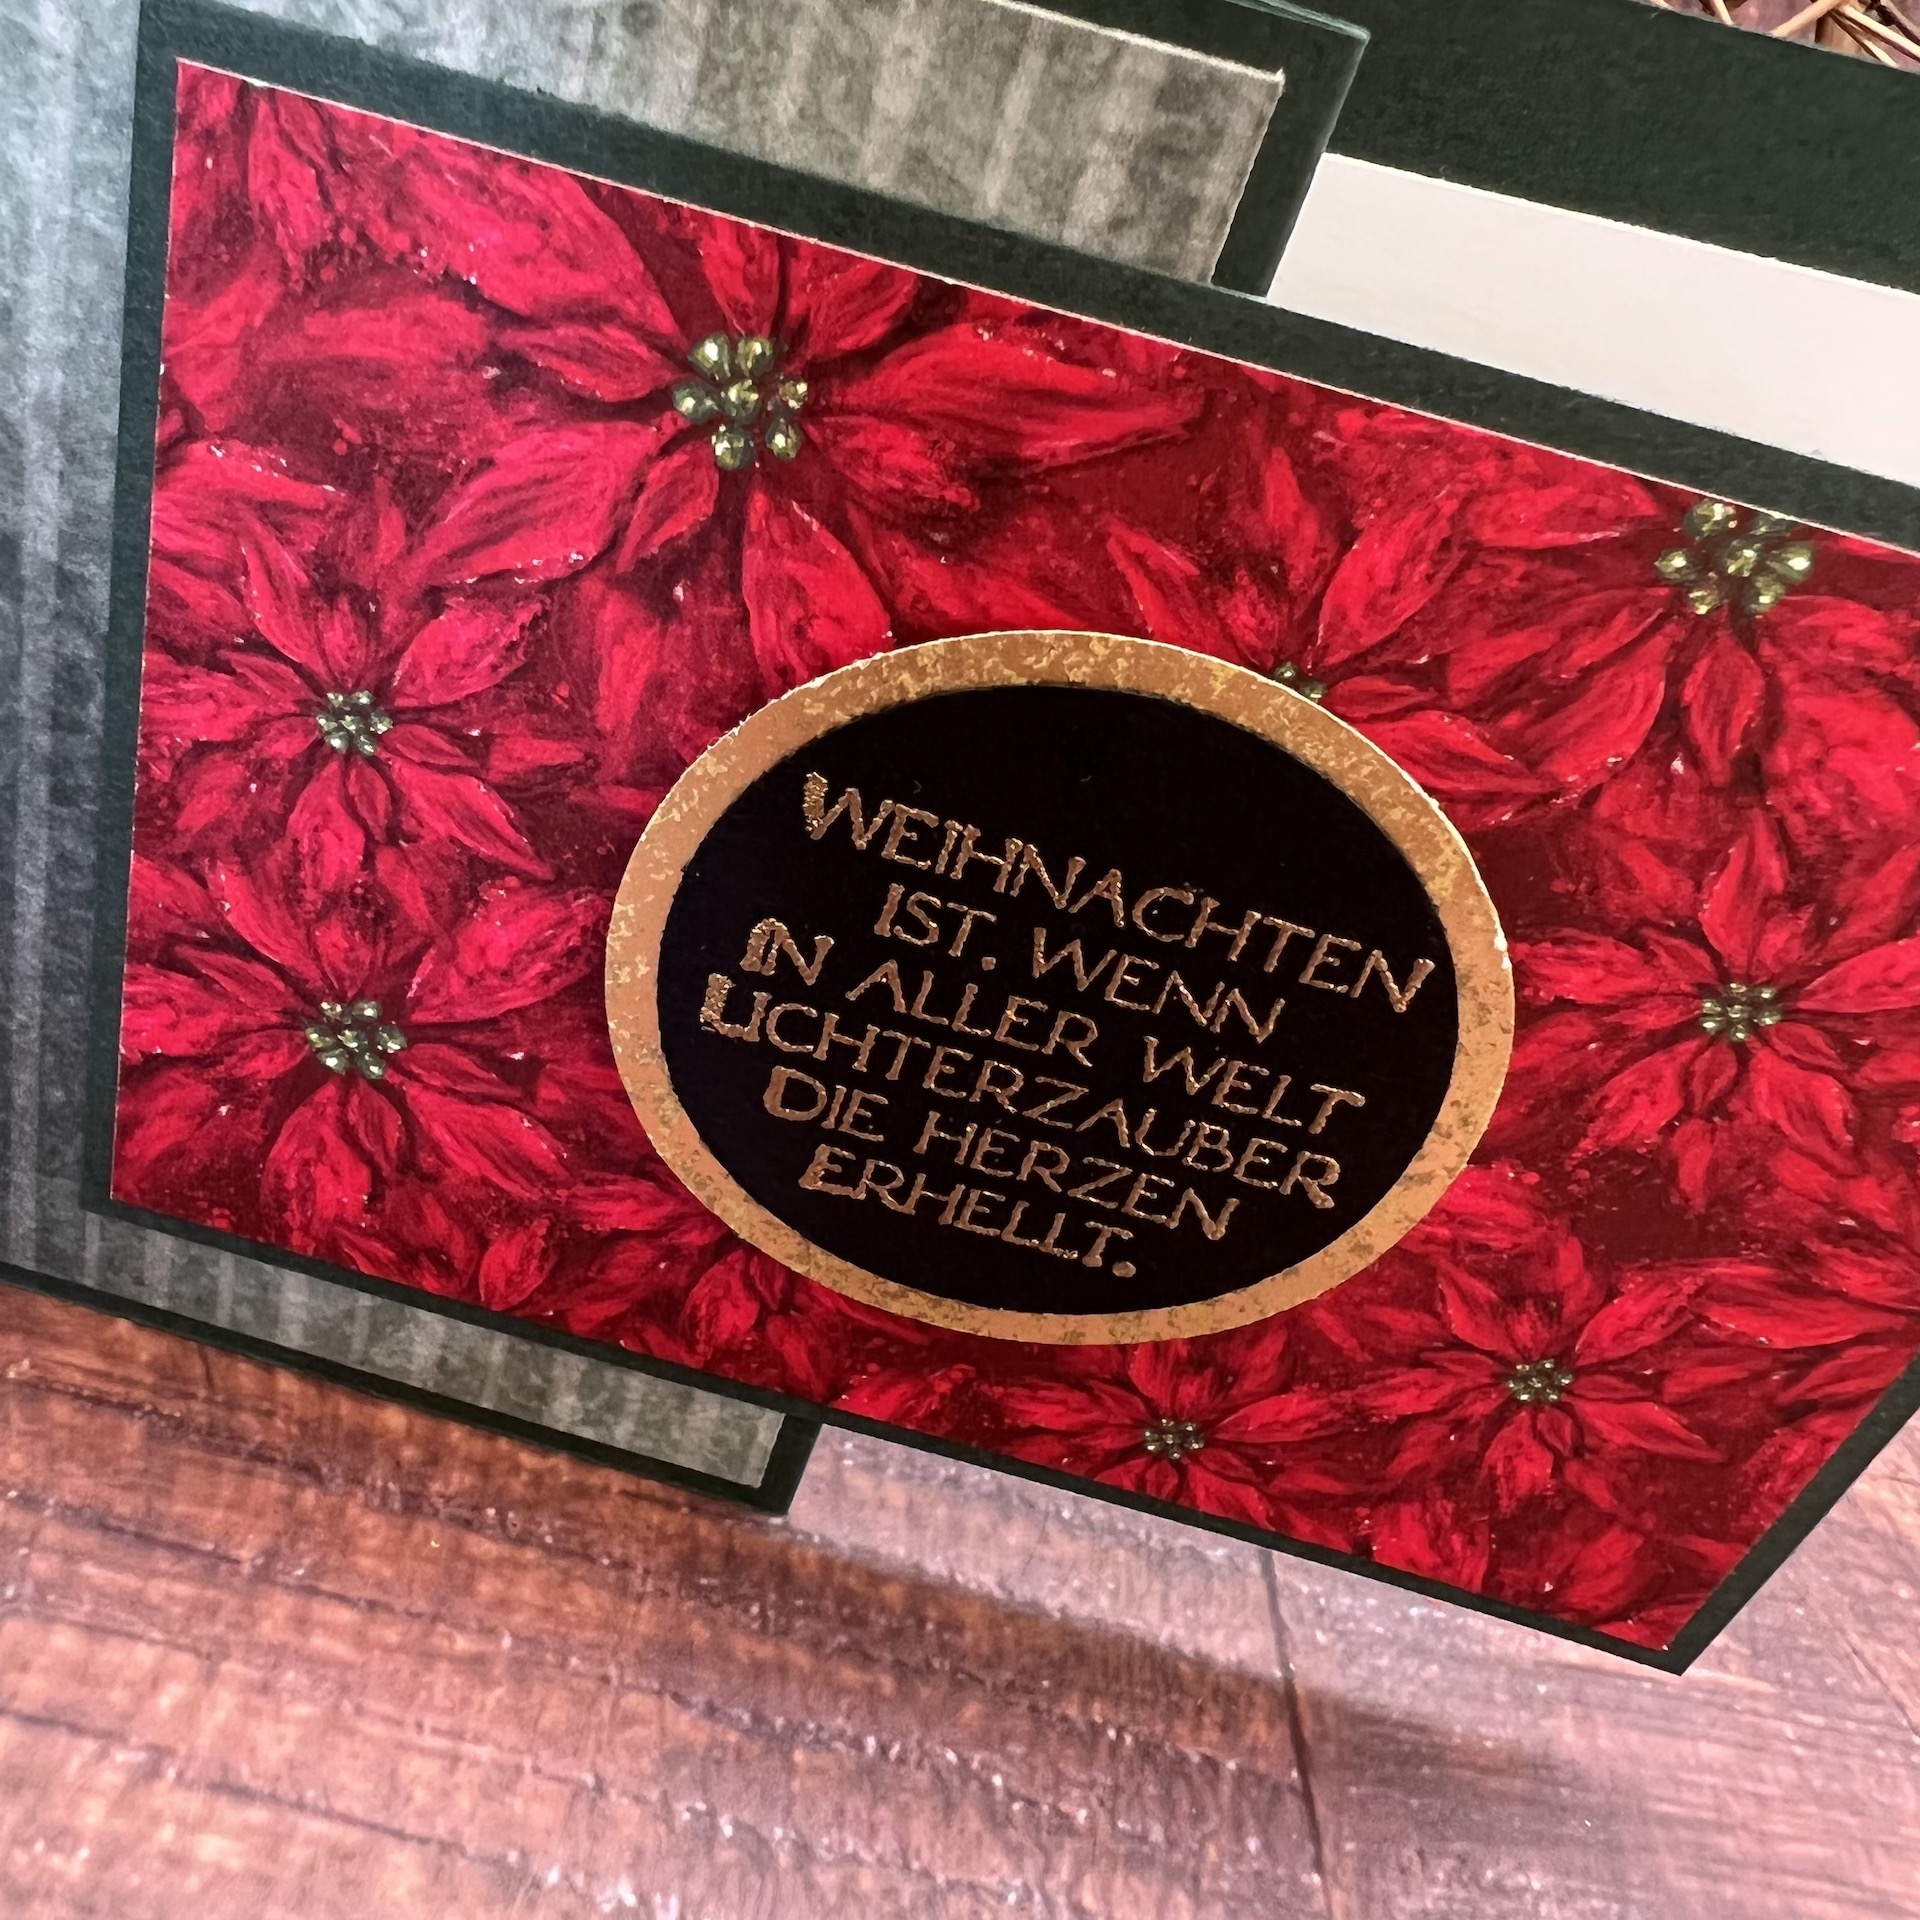 WEIHNACHTEN
IST. WENN
IN ALLER WELT
LICHTERZAUBER
DIE HERZEN
ERHELLT.